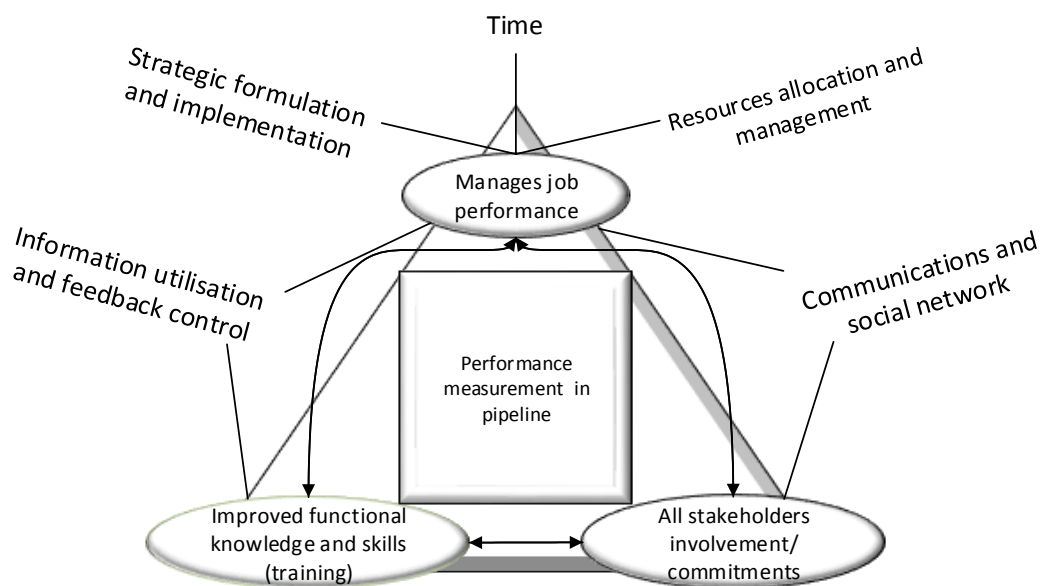 Time
Strategic formulation
and implementation
Resources allocation and
management
Manages job
performance
Information utilisation
and feedback control
Communications and
social network
Performance
measurement in
pipeline
Improved functional
knowledge and skills
(training)
All stakeholders
involvement/
commitments